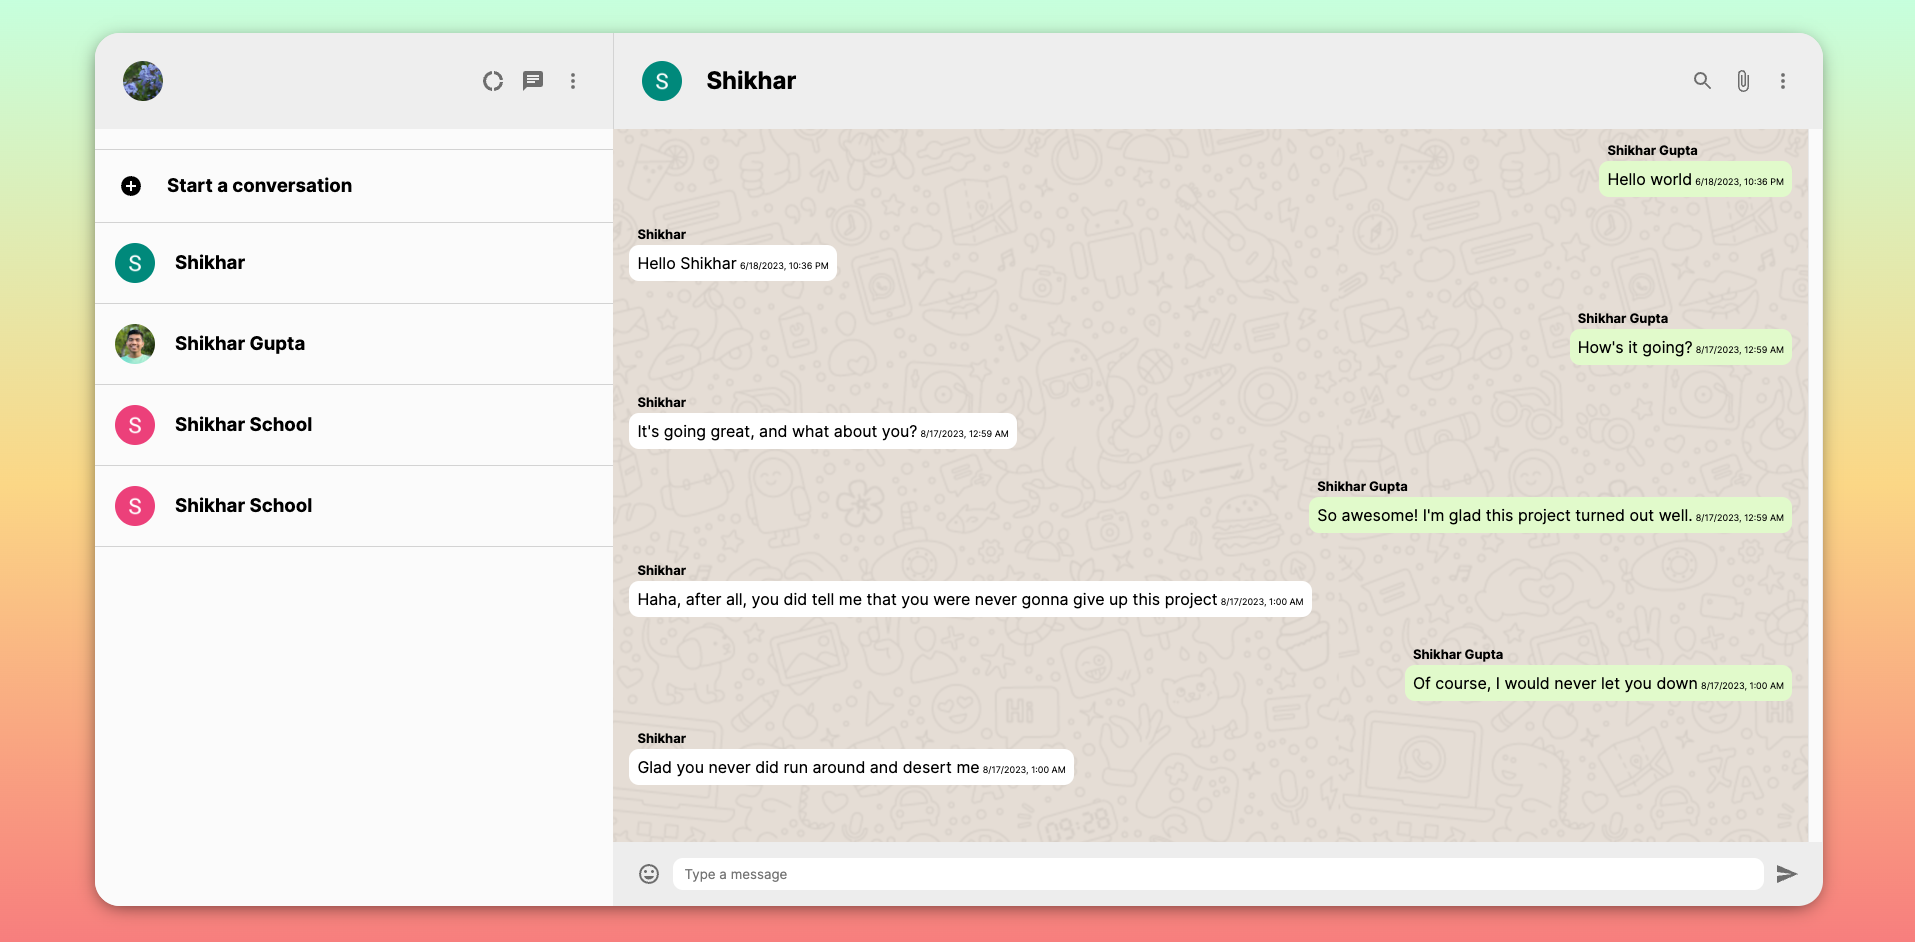 S
Shikhar
Start a conversation
S
Shikhar
Shikhar Gupta
S
Shikhar School
S
Shikhar School
Shikhar Gupta
Hello world 6/18/2023, 10:36 PM
Shikhar
Hello Shikhar 6/18/2023, 10:36 PM
Shikhar Gupta
How's it going? 8/17/2023, 12:59 AM
Shikhar
It's going great, and what about you? 8/17/2023, 12:59 AM
Shikhar Gupta
So awesome! I'm glad this project turned out well. 8/17/2023, 12:59 AM
Shikhar
Haha, after all, you did tell me that you were never gonna give up this project 8/17/2023, 1:00 AM
Shikhar Gupta
Of course, I would never let you down 8/17/2023, 1:00 AM
Hi
Hi
Shikhar
Glad you never did run around and desert me 8/17/2023, 1:00 AM
09:28
Type a message